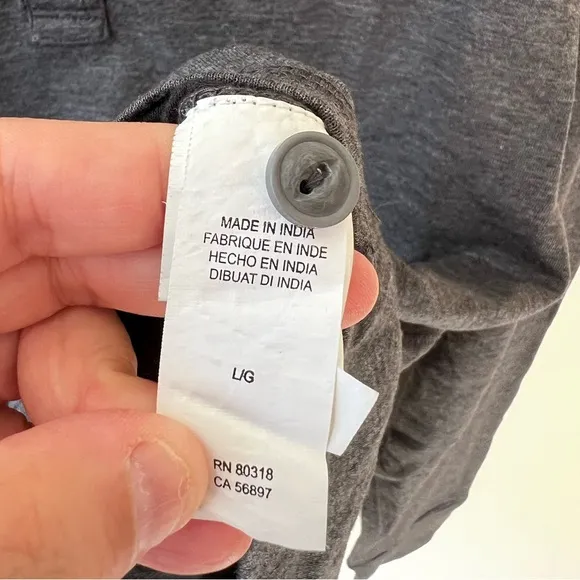 MADE IN INDIA
FABRIQUE EN INDE
HECHO EN INDIA
DIBUAT DI INDIA
L/G
RN 80318
CA 56897